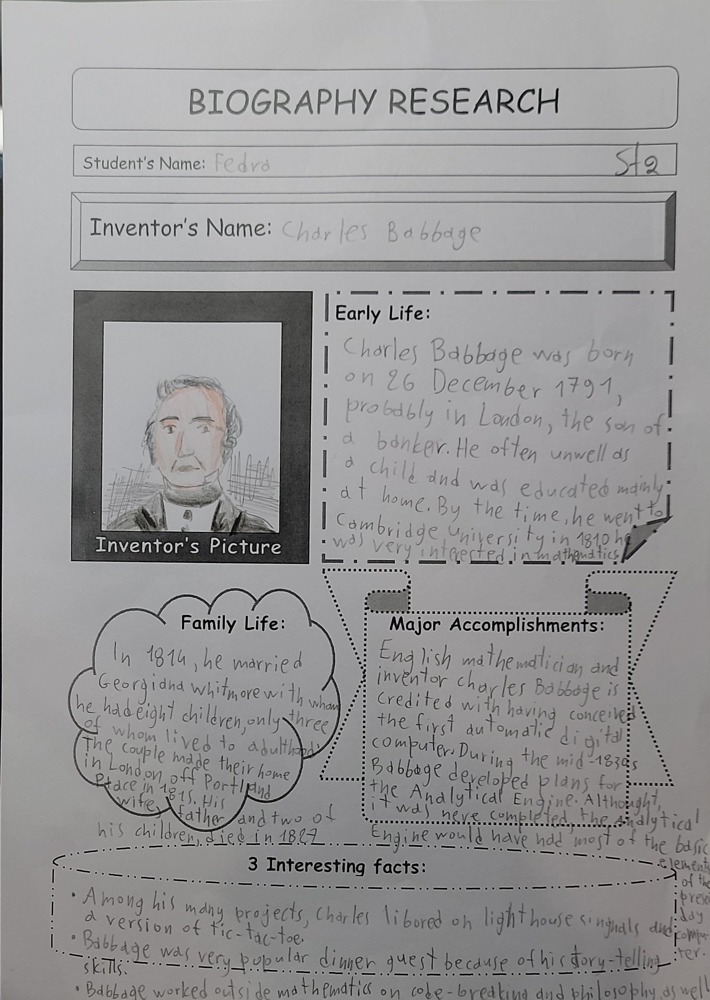 BIOGRAPHY RESEARCH
Student's Name: Fedra
St2
Inventor's Name: Charles Babbage
Inventor's Picture
Early Life:
Charles Babbage was born
on 26 December 1791,
probably in London, the son of
a banker. He often unwell as
a child and was educated mainly
at home. By the time, he went to
Cambridge University in 1810 he
was very interested in mathematics.
Family Life:
In 1814, he married
Georgiana Whitmore with whom
he had eight children, only three
of whom lived to adulthood.
The couple made their home
in London off Portland
Place in 1815. His
wife, father and two of
his children, died in 1827
Major Accomplishments:
English mathematician and
inventor Charles Babbage is
credited with having conceived
the first automatic digital
computer. During the mid-1830s
Babbage developed plans for
the Analytical Engine. Althought,
it was neve completed, the Analytical
Engine would have had most of the basic
elements
of the
prese
day
compu-
ter.
3 Interesting facts:
• Among his many projects, Charles libored on lighthouse singnals and
a version of tic-tac-toe.
• Babbage was very popular dinner guest because of his story-telling
skills.
• Babbage worked outside mathematics on code-breaking and philosophy, as well